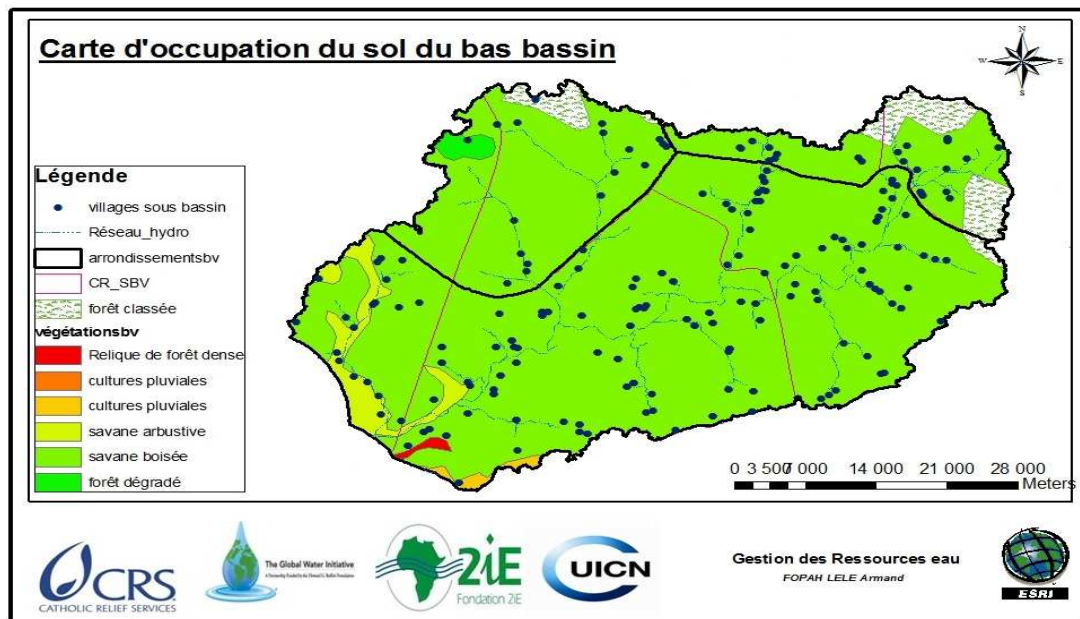 Carte d'occupation du sol du bas bassin
N
W
E
S
Légende
villages sous bassin
Réseau_hydro
arrondissementsbv
CR_SBV
forêt classée
végétationsbv
Relique de forêt dense
cultures pluviales
cultures pluviales
savane arbustive
savane boisée
forêt dégradé
0 3 5007 000 14 000 21 000 28 000
Meters
CRS
CATHOLIC RELIEF SERVICES
The Global Water Initiative
2iE
Fondation 2iE
UICN
Gestion des Ressources eau
FOPAH LELE Armand
ESRI